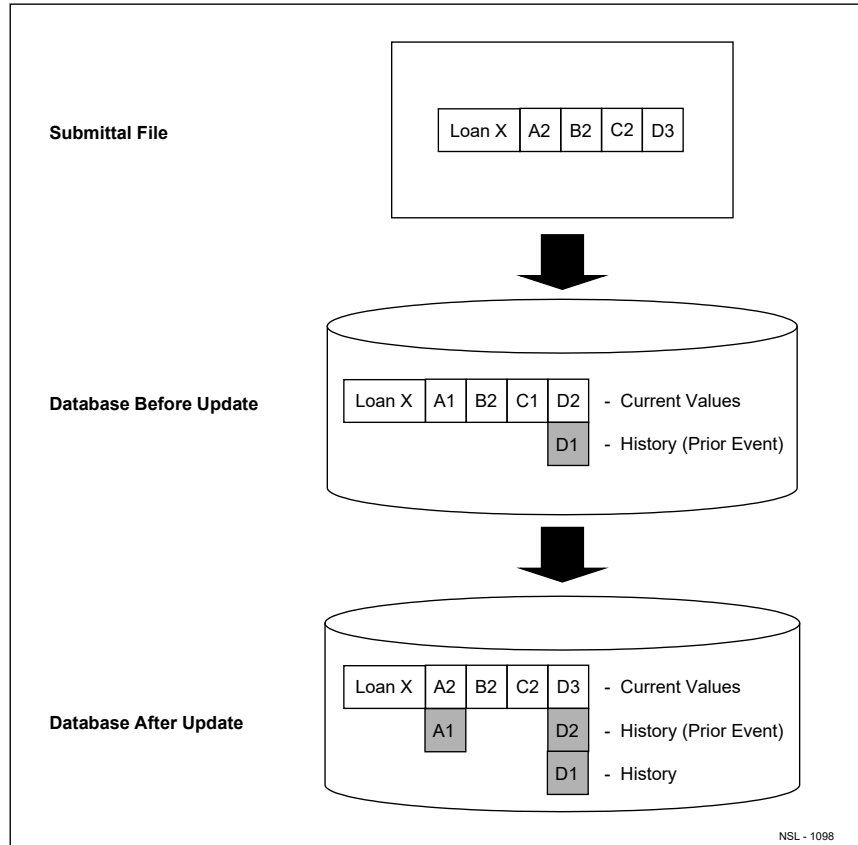 Submittal File
Loan X A2 B2 C2 D3
Database Before Update
Loan X A1 B2 C1 D2 - Current Values
D1 - History (Prior Event)
Database After Update
Loan X A2 B2 C2 D3 - Current Values
A1 D2 - History (Prior Event)
D1 - History
NSL - 1098